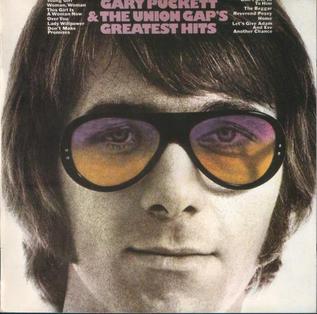 GARY PUCKETT
& THE UNION GAP'S
GREATEST HITS
Woman, Woman
This Girl Is
A Woman Now
Over You
Lady Willpower
Don't Make
Promises
To Him
The Beggar
Reverend Posey
Home
Let's Give Adam
And Eve
Another Chance